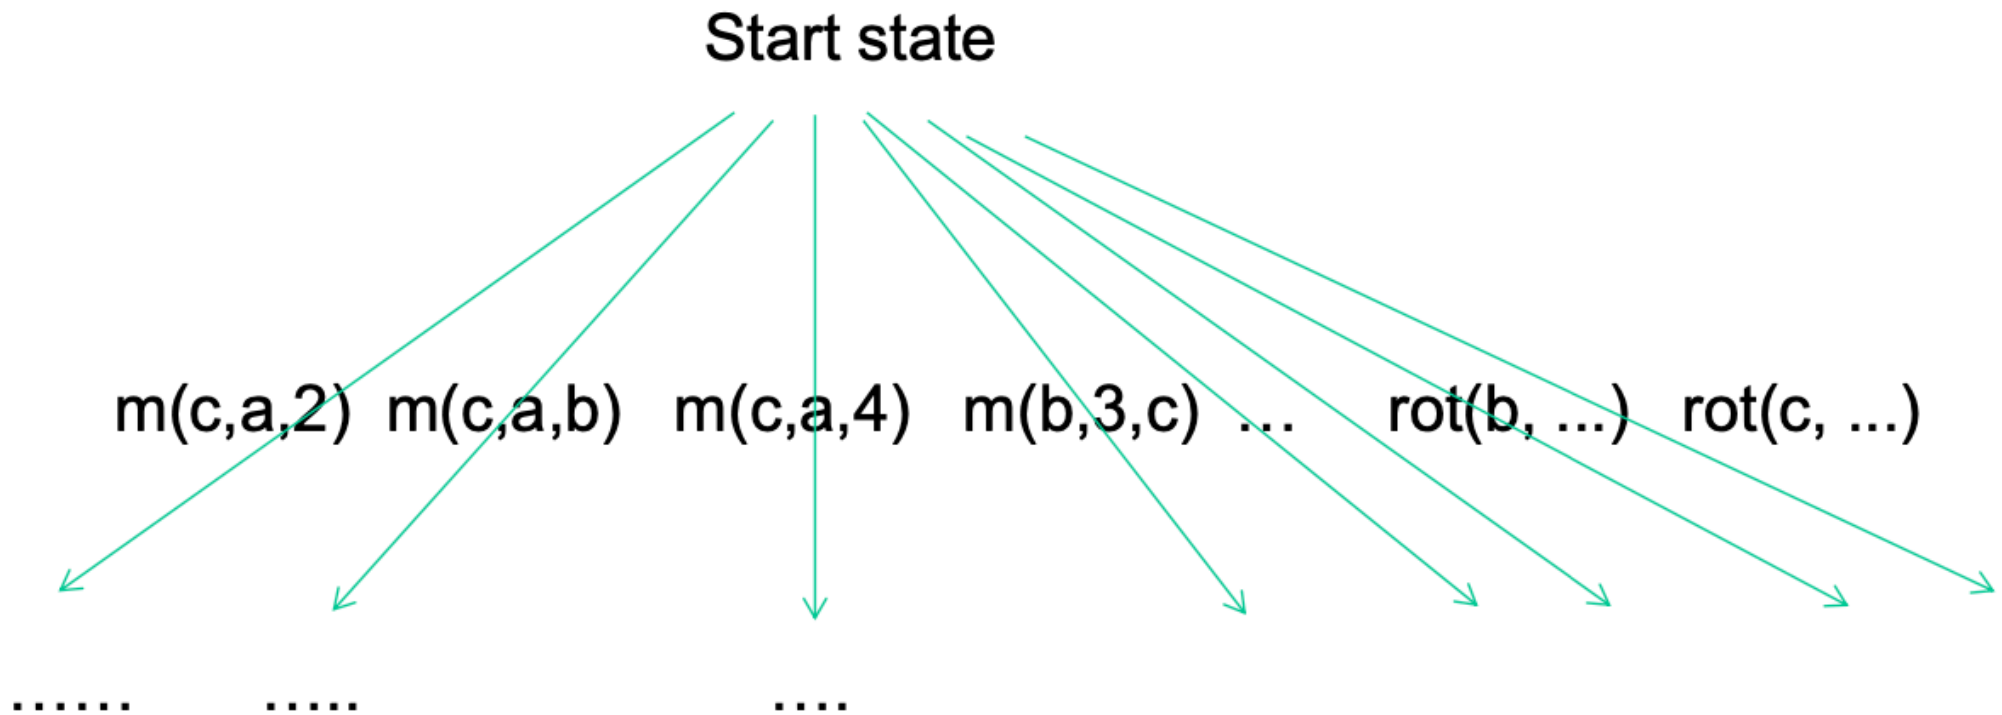 Start state
m(c,a,2) m(c,a,b) m(c,a,4) m(b,3,c) ... rot(b, ...) rot(c, ...)
...... ..... ....